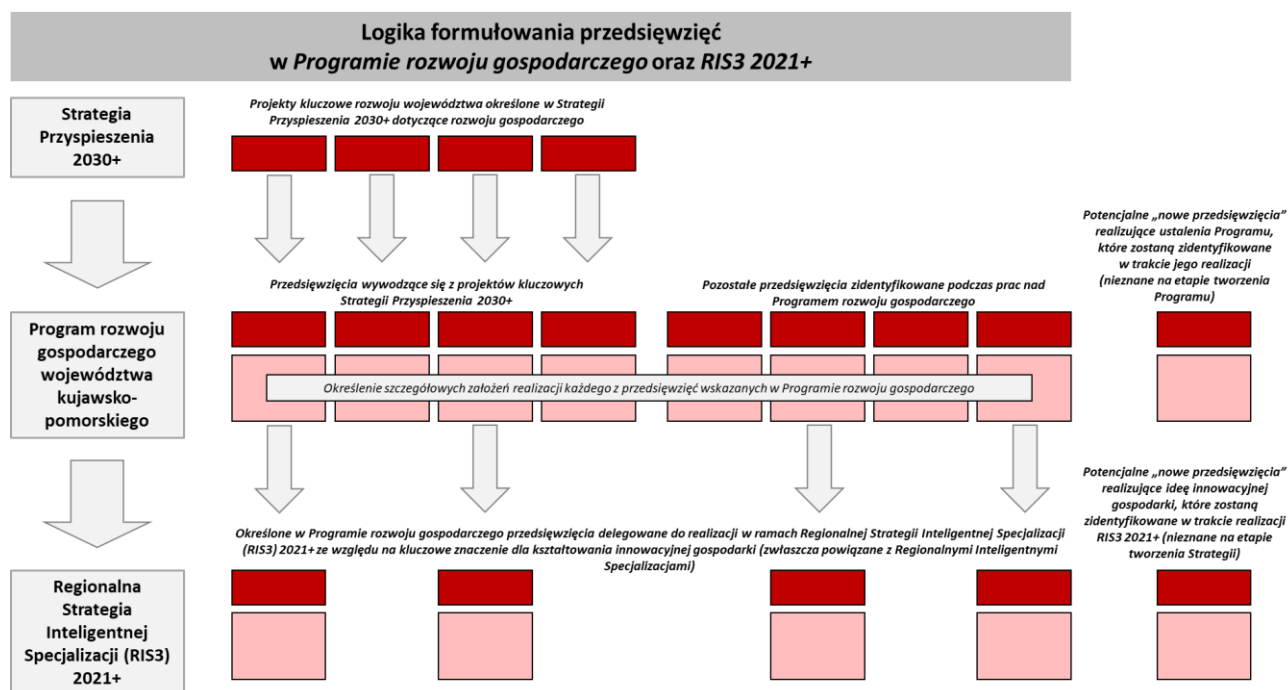 Logika formułowania przedsięwzięć
w Programie rozwoju gospodarczego oraz RIS3 2021+
Strategia
Przyspieszenia
2030+
Projekty kluczowe rozwoju województwa określone w Strategii
Przyspieszenia 2030+ dotyczące rozwoju gospodarczego
Potencjalne „nowe przedsięwzięcia”
realizujące ustalenia Programu,
które zostaną zidentyfikowane
w trakcie jego realizacji
(nieznane na etapie tworzenia
Programu)
Przedsięwzięcia wywodzące się z projektów kluczowych
Strategii Przyspieszenia 2030+
Pozostałe przedsięwzięcia zidentyfikowane podczas prac nad
Programem rozwoju gospodarczego
Program rozwoju
gospodarczego
województwa
kujawsko-
pomorskiego
Określenie szczegółowych założeń realizacji każdego z przedsięwzięć wskazanych w Programie rozwoju gospodarczego
Potencjalne „nowe przedsięwzięcia”
realizujące ideę innowacyjnej
gospodarki, które zostaną
zidentyfikowane w trakcie realizacji
RIS3 2021+ (nieznane na etapie
tworzenia Strategii)
Określone w Programie rozwoju gospodarczego przedsięwzięcia delegowane do realizacji w ramach Regionalnej Strategii Inteligentnej Specjalizacji
(RIS3) 2021+ ze względu na kluczowe znaczenie dla kształtowania innowacyjnej gospodarki (zwłaszcza powiązane z Regionalnymi Inteligentnymi
Specjalizacjami)
Regionalna
Strategia
Inteligentnej
Specjalizacji (RIS3)
2021+